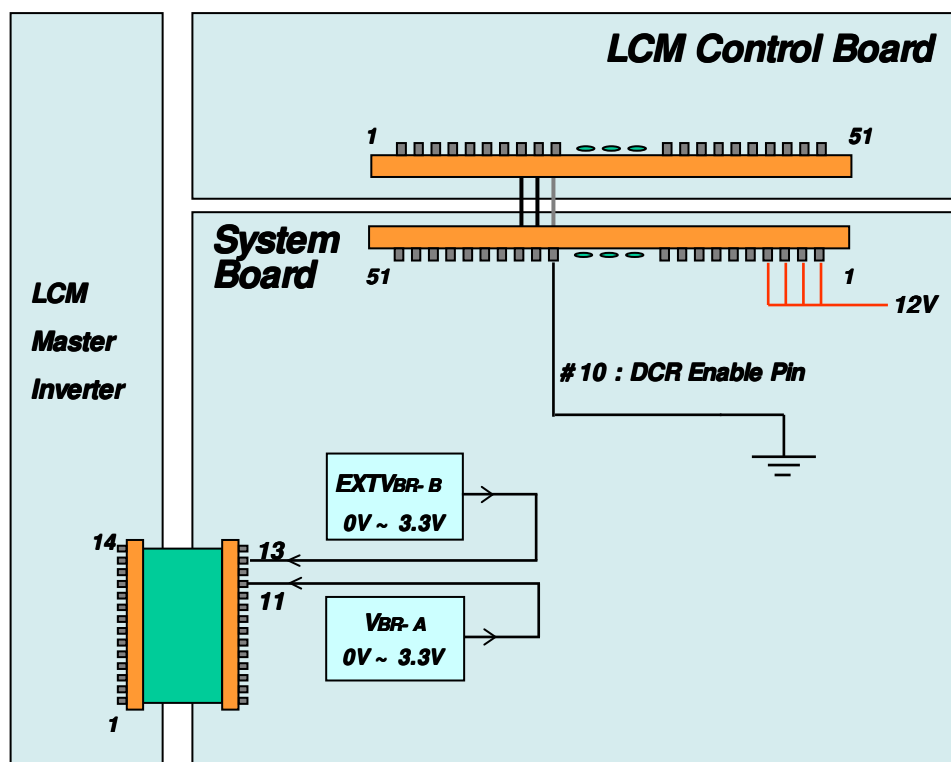 LCM Control Board
1
51
System
Board
51
1
12V
LCM
Master
Inverter
#10 : DCR Enable Pin
EXTVBR-B
0V ~ 3.3V
14
13
11
VBR-A
0V ~ 3.3V
1